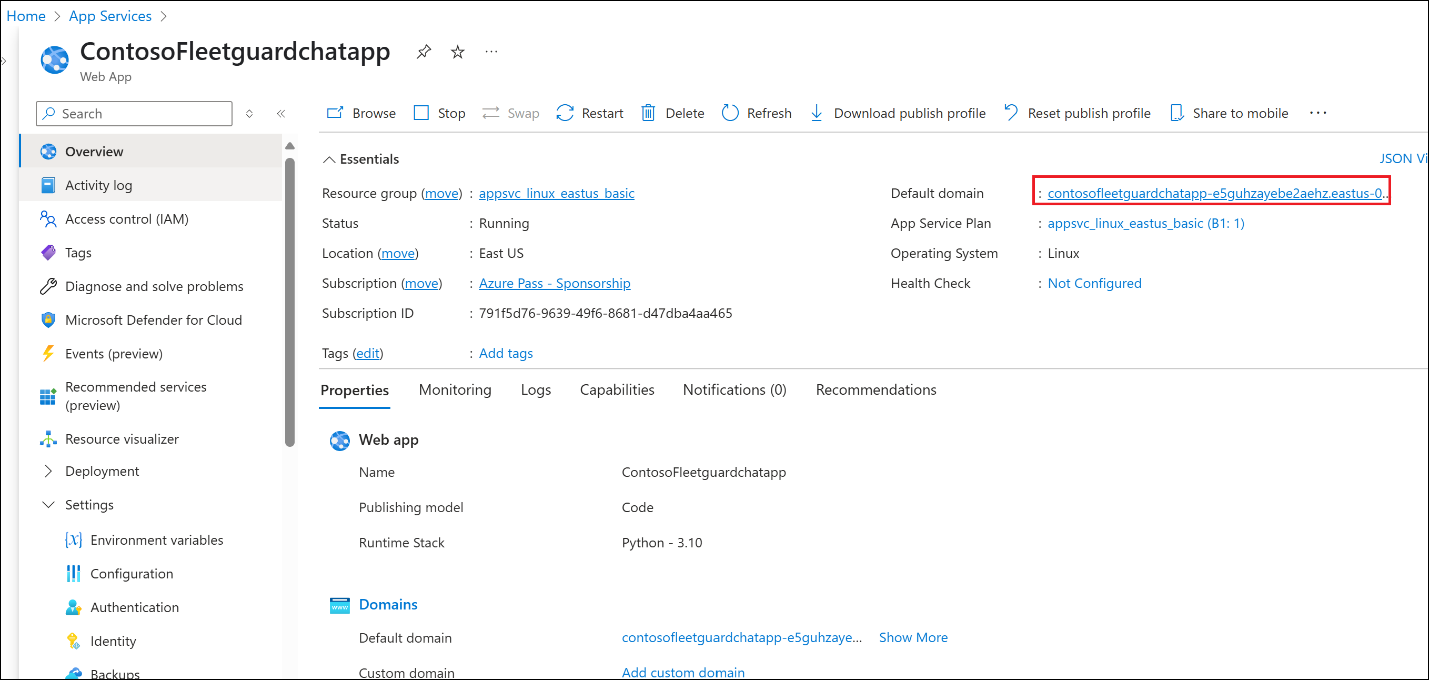 Home > App Services >
ContosoFleetguardchatapp ...
Web App
Search
Overview
Activity log
Access control (IAM)
Tags
Diagnose and solve problems
Microsoft Defender for Cloud
Events (preview)
Recommended services
(preview)
Resource visualizer
Deployment
Settings
Environment variables
Configuration
Authentication
Identity
Backups
Browse Stop Swap Restart Delete Refresh Download publish profile Reset publish profile Share to mobile ...
Essentials
JSON Vi
Resource group (move) : appsvc_linux_eastus_basic
Status : Running
Location (move) : East US
Subscription (move) : Azure Pass - Sponsorship
Subscription ID : 791f5d76-9639-49f6-8681-d47dba4aa465
Default domain : contosofleetguardchatapp-e5guhzayebe2aehz.eastus-0...
App Service Plan : appsvc_linux_eastus_basic (B1: 1)
Operating System : Linux
Health Check : Not Configured
Tags (edit) : Add tags
Properties Monitoring Logs Capabilities Notifications (0) Recommendations
Web app
Name ContosoFleetguardchatapp
Publishing model Code
Runtime Stack Python - 3.10
Domains
www
Default domain contosofleetguardchatapp-e5guhzaye... Show More
Custom domain Add custom domain